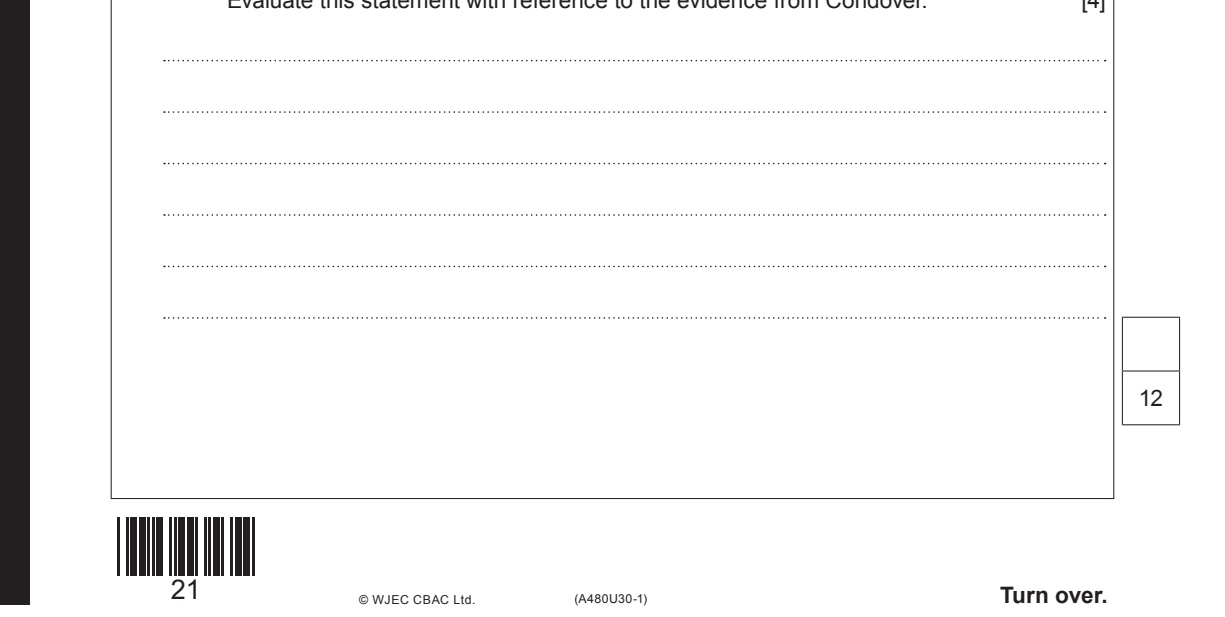 Evaluate this statement with reference to the evidence from Condover. [4]
12
21
© WJEC CBAC Ltd. (A480U30-1) Turn over.